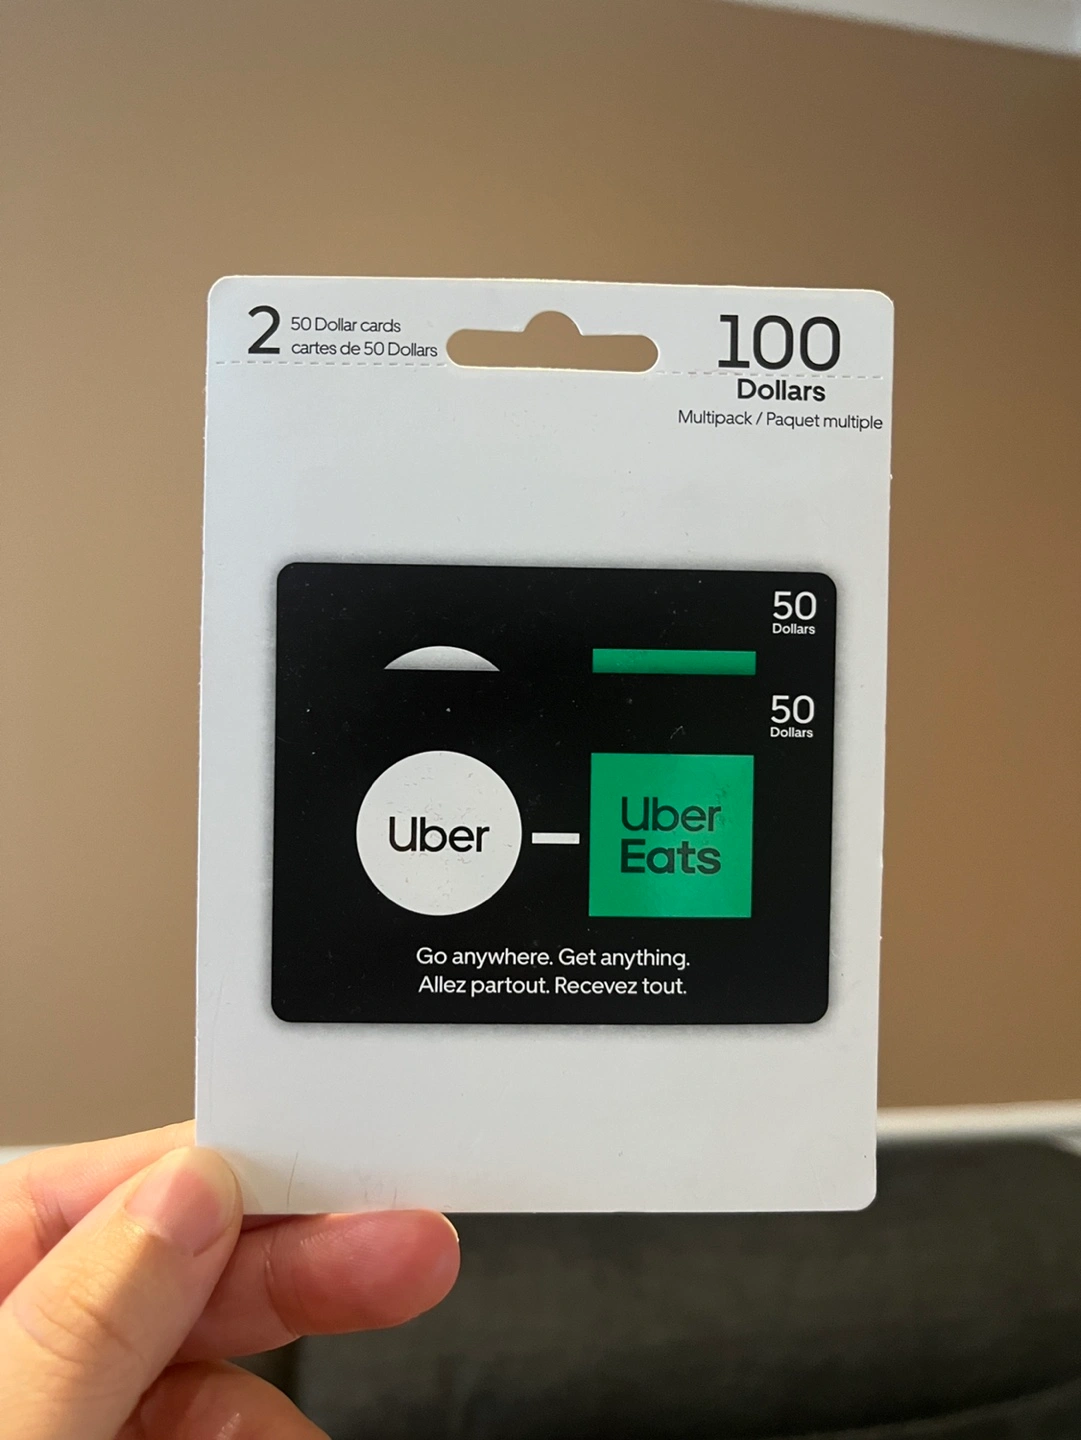 2
50 Dollar cards
cartes de 50 Dollars
100
Dollars
Multipack / Paquet multiple
50
Dollars
50
Dollars
Uber
Uber
Eats
Go anywhere. Get anything.
Allez partout. Recevez tout.